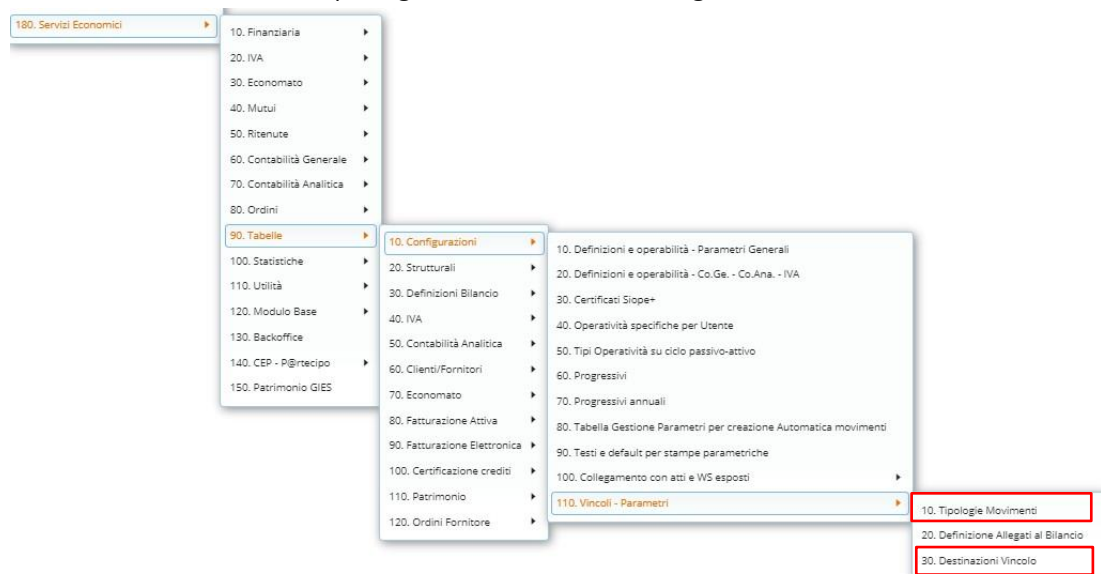 180. Servizi Economici
10. Finanziaria
20. IVA
30. Economato
40. Mutui
50. Ritenute
60. Contabilità Generale
70. Contabilità Analitica
80. Ordini
90. Tabelle
100. Statistiche
110. Utilità
120. Modulo Base
130. Backoffice
140. CEP - P@rtecipo
150. Patrimonio GIES
10. Configurazioni
20. Strutturali
30. Definizioni Bilancio
40. IVA
50. Contabilità Analitica
60. Clienti/Fornitori
70. Economato
80. Fatturazione Attiva
90. Fatturazione Elettronica
100. Certificazione crediti
110. Patrimonio
120. Ordini Fornitore
10. Definizioni e operabilità - Parametri Generali
20. Definizioni e operabilità - Co.Ge. - Co.Ana. - IVA
30. Certificati Siope+
40. Operatività specifiche per Utente
50. Tipi Operatività su ciclo passivo-attivo
60. Progressivi
70. Progressivi annuali
80. Tabella Gestione Parametri per creazione Automatica movimenti
90. Testi e default per stampe parametriche
100. Collegamento con atti e WS esposti
110. Vincoli - Parametri
10. Tipologie Movimenti
20. Definizione Allegati al Bilancio
30. Destinazioni Vincolo